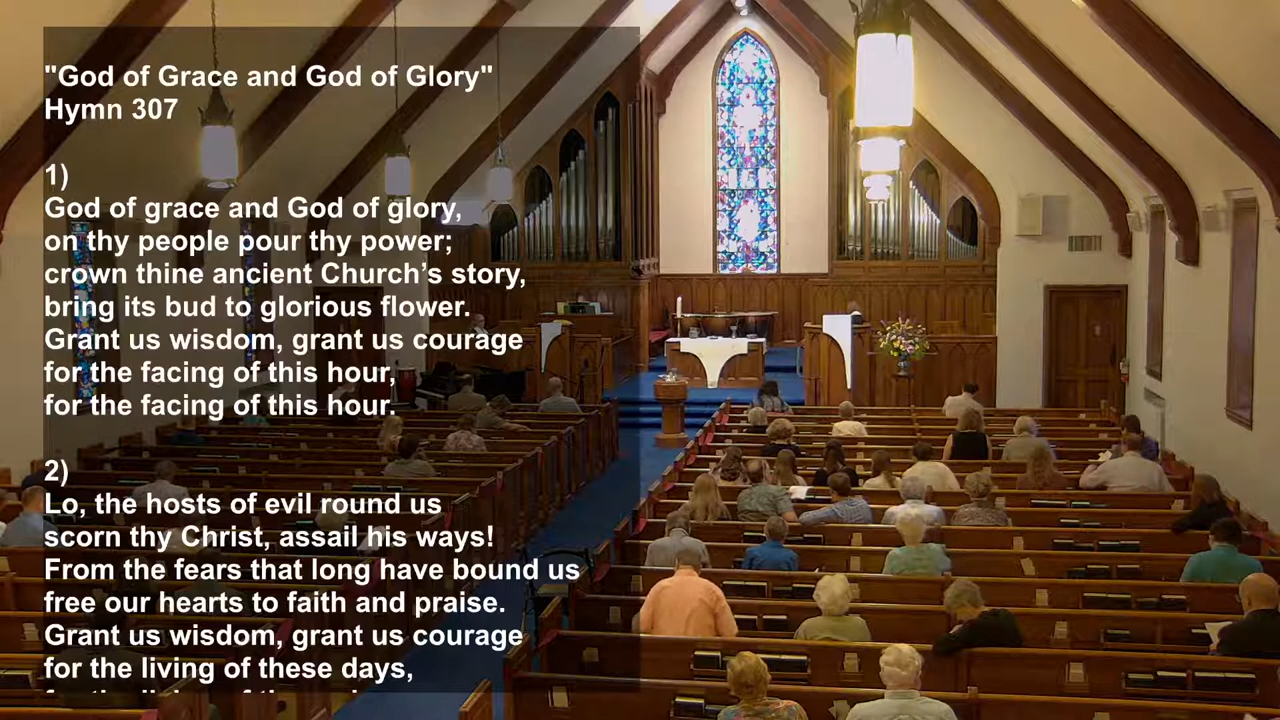 "God of Grace and God of Glory"
Hymn 307
1)
God of grace and God of glory,
on thy people pour thy power;
crown thine ancient Church’s story,
bring its bud to glorious flower.
Grant us wisdom, grant us courage
for the facing of this hour,
for the facing of this hour.
2)
Lo, the hosts of evil round us
scorn thy Christ, assail his ways!
From the fears that long have bound us
free our hearts to faith and praise.
Grant us wisdom, grant us courage
for the living of these days,